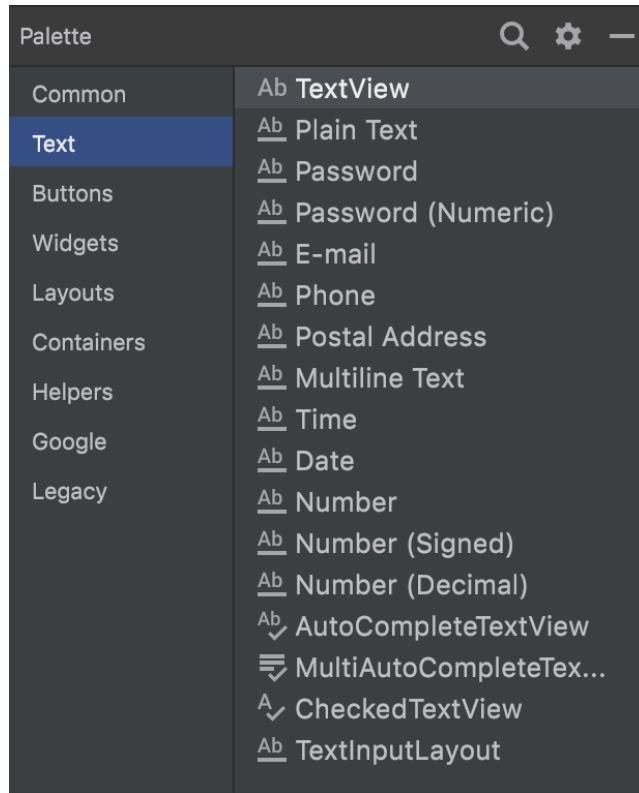 Palette
Common
Text
Buttons
Widgets
Layouts
Containers
Helpers
Google
Legacy
Ab TextView
Ab Plain Text
Ab Password
Ab Password (Numeric)
Ab E-mail
Ab Phone
Ab Postal Address
Ab Multiline Text
Ab Time
Ab Date
Ab Number
Ab Number (Signed)
Ab Number (Decimal)
Ab AutoCompleteTextView
MultiAutoCompleteTex...
A CheckedTextView
Ab TextInputLayout